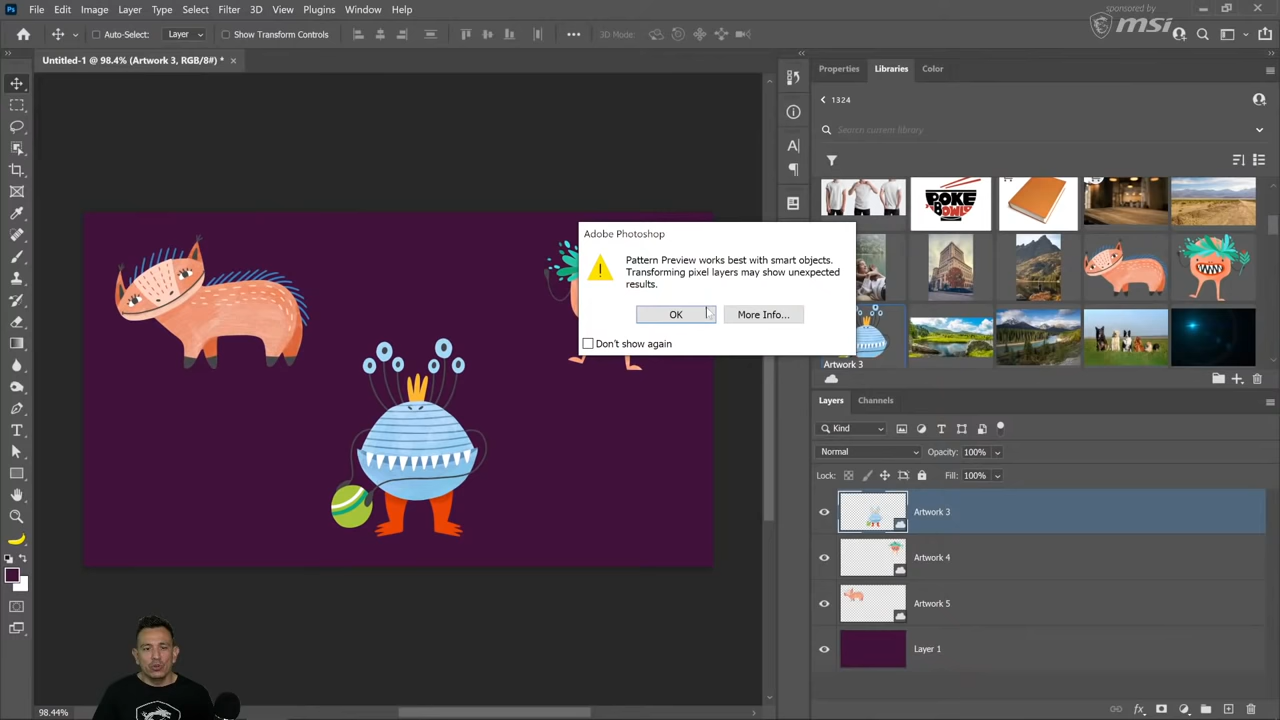 File Edit Image Layer Type Select Filter 3D View Plugins Window Help
sponsored by
msi
Auto-Select: Layer Show Transform Controls 3D Mode:
Untitled-1 @ 98.4% (Artwork 3, RGB/8#) *
Properties Libraries Color
1324
Search current library
POKE
BOWLS
Adobe Photoshop
Pattern Preview works best with smart objects.
Transforming pixel layers may show unexpected
results.
OK More Info...
Don't show again
Artwork 3
Layers Channels
Kind
Normal Opacity: 100%
Lock: Fill: 100%
Artwork 3
Artwork 4
Artwork 5
Layer 1
98.44%